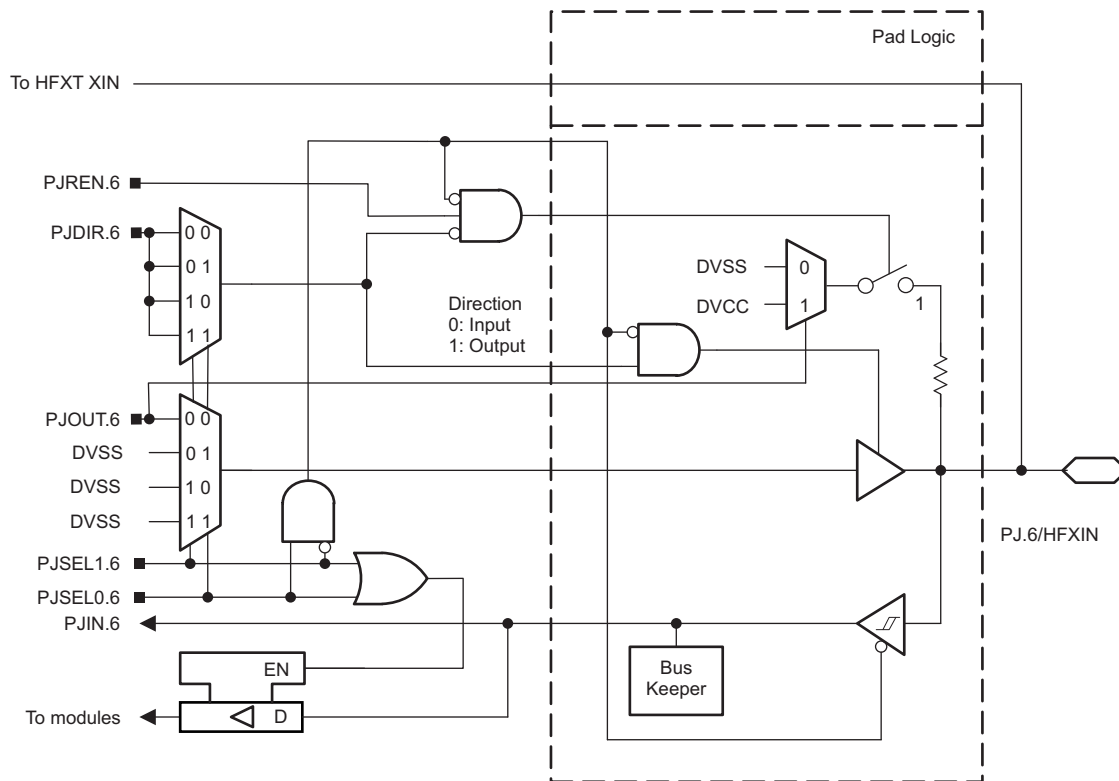 Pad Logic
To HFXT XIN
PJREN.6
PJDIR.6
0 0
0 1
1 0
1 1
Direction
0: Input
1: Output
DVSS
0
DVCC
1
1
PJOUT.6
0 0
DVSS
0 1
DVSS
1 0
DVSS
1 1
PJSEL1.6
PJSEL0.6
PJIN.6
PJ.6/HFXIN
EN
D
To modules
Bus
Keeper